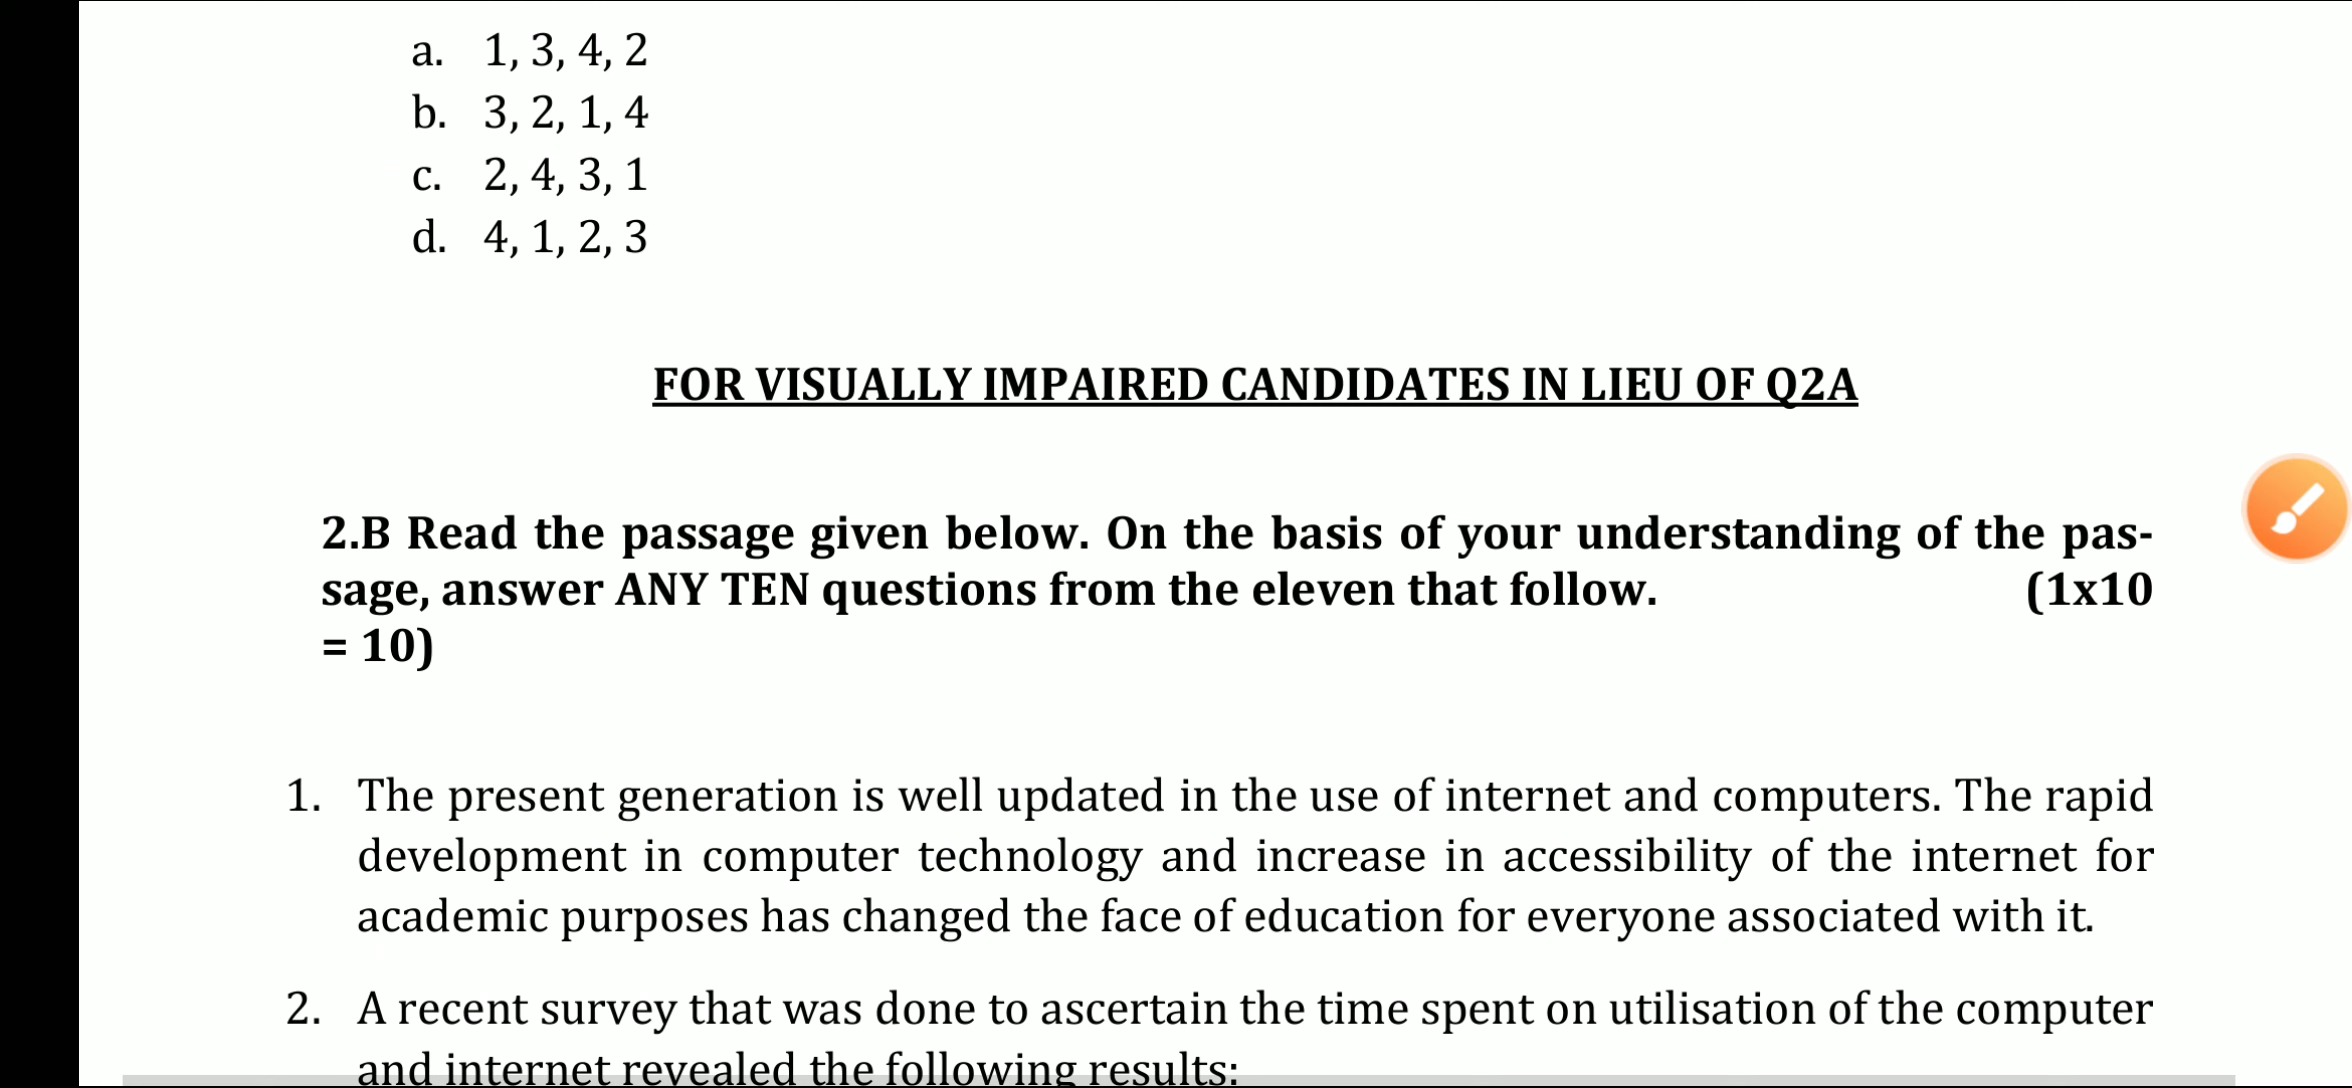 a. 1, 3, 4, 2
b. 3, 2, 1, 4
c. 2, 4, 3, 1
d. 4, 1, 2, 3
FOR VISUALLY IMPAIRED CANDIDATES IN LIEU OF Q2A
2.B Read the passage given below. On the basis of your understanding of the pas-
sage, answer ANY TEN questions from the eleven that follow. (1x10
= 10)
1. The present generation is well updated in the use of internet and computers. The rapid
development in computer technology and increase in accessibility of the internet for
academic purposes has changed the face of education for everyone associated with it.
2. A recent survey that was done to ascertain the time spent on utilisation of the computer
and internet revealed the following results: